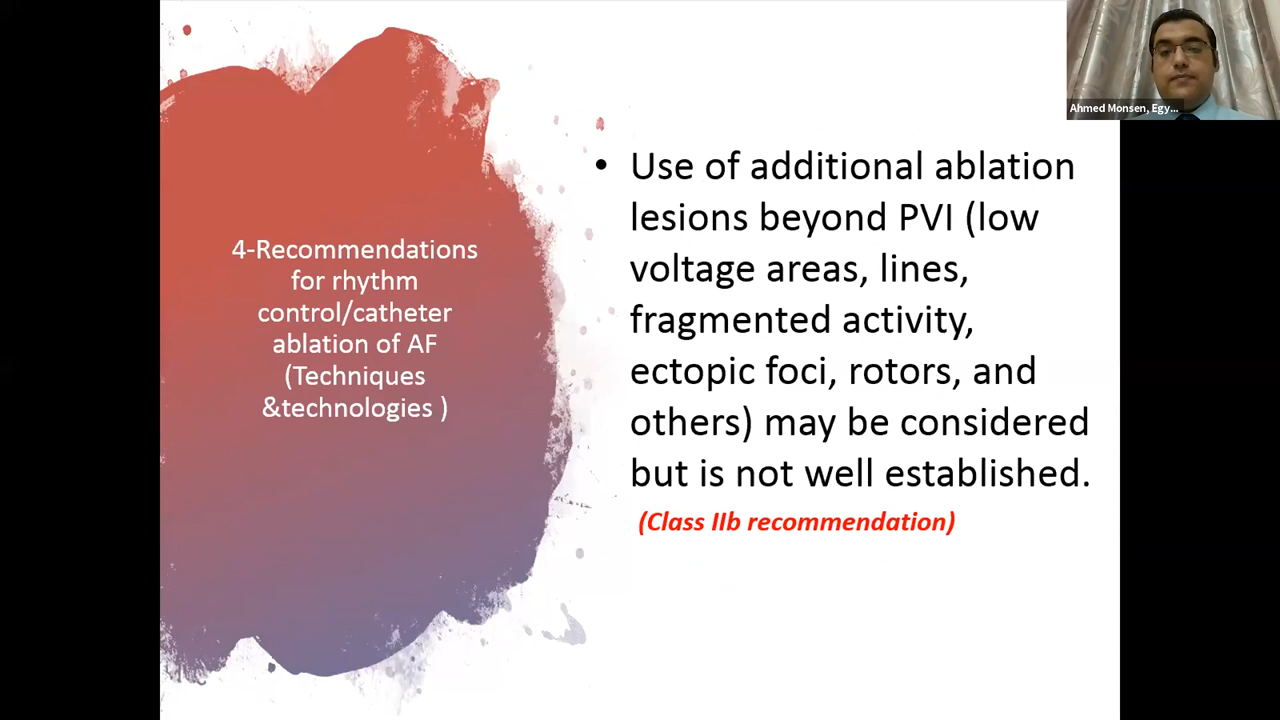 Ahmed Monsen, Egy...
4-Recommendations
for rhythm
control/catheter
ablation of AF
(Techniques
&technologies )
• Use of additional ablation
lesions beyond PVI (low
voltage areas, lines,
fragmented activity,
ectopic foci, rotors, and
others) may be considered
but is not well established.
(Class IIb recommendation)